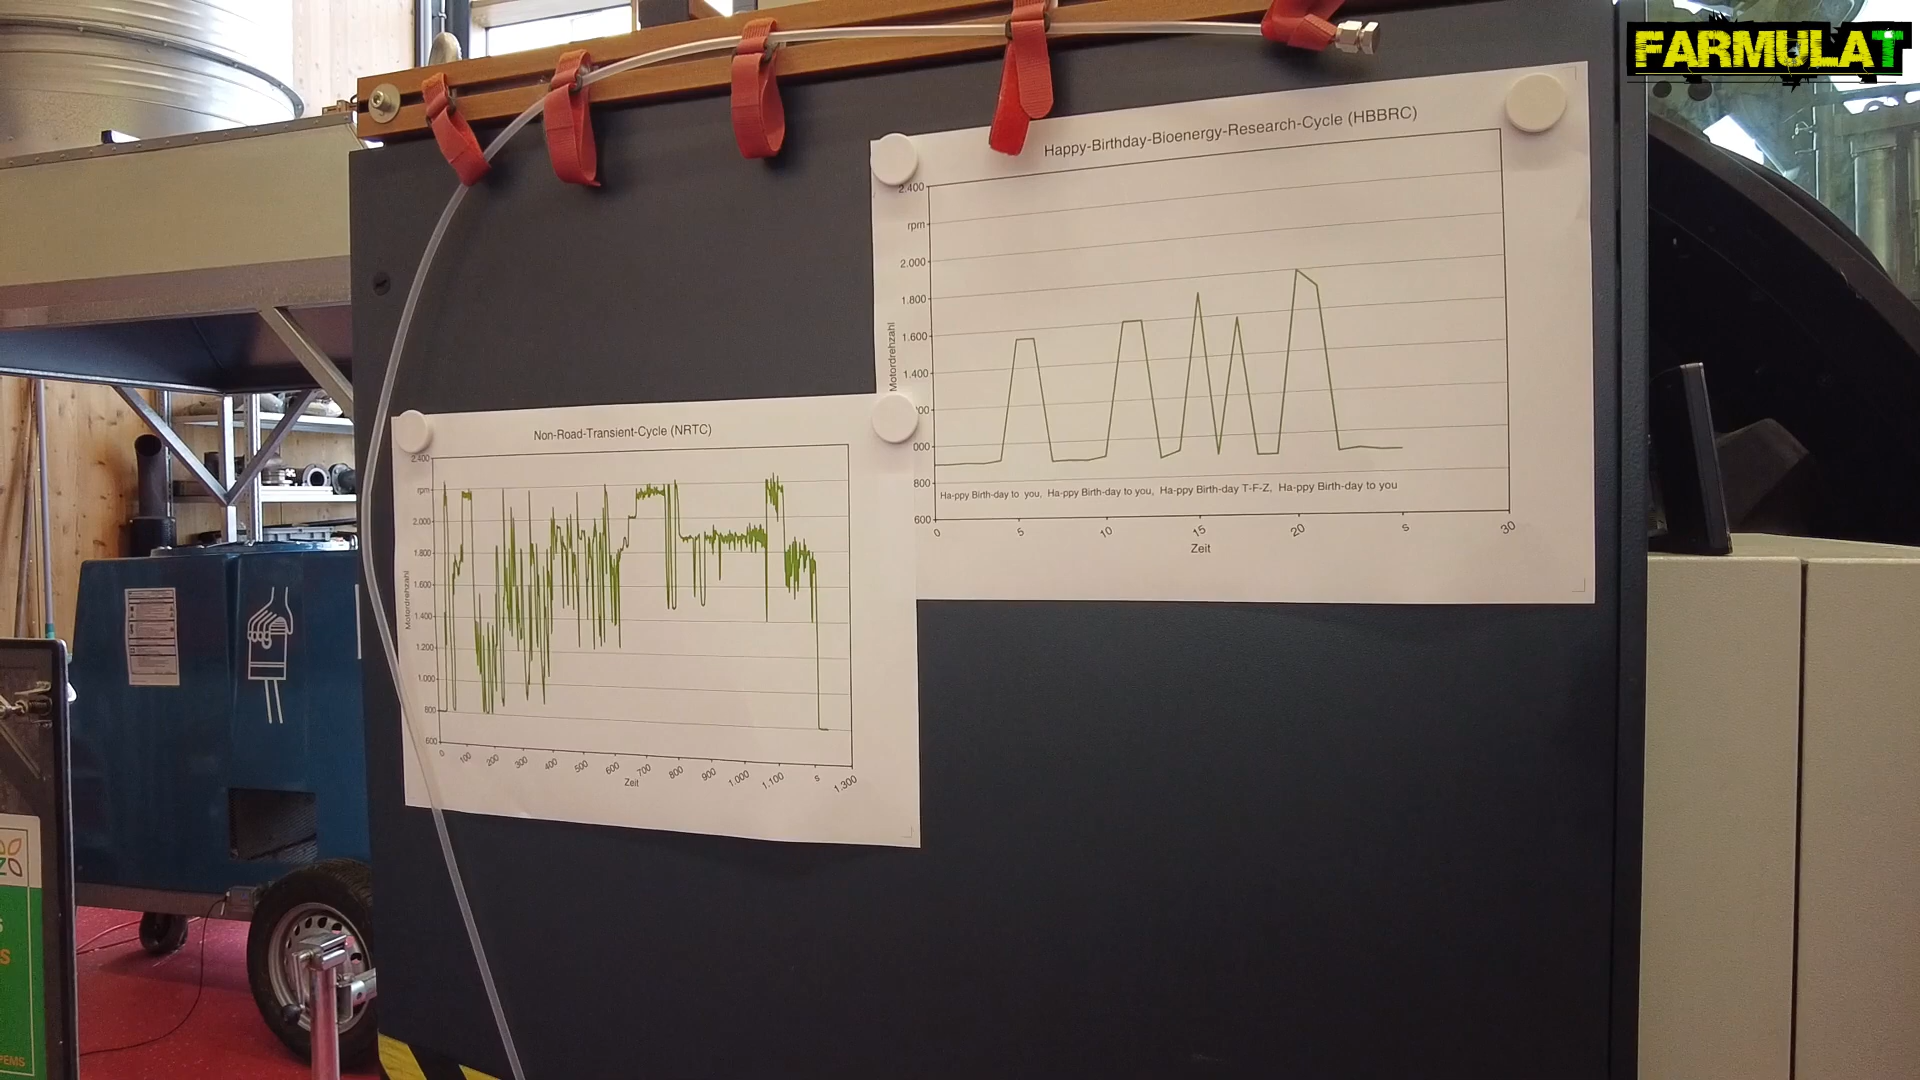 FARMULAT
Happy-Birthday-Bioenergy-Research-Cycle (HBBRC)
2.400
rpm
2.000
1.800
1.600
1.400
00
000
800
600
Motordrehzahl
Ha-ppy Birth-day to you, Ha-ppy Birth-day to you, Ha-ppy Birth-day T-F-Z, Ha-ppy Birth-day to you
0 5 10 15 20 s 30
Zeit
Non-Road-Transient-Cycle (NRTC)
2.400
rpm
2.000
1.800
1.600
1.400
1.200
1.000
800
600
Motordrehzahl
0 100 200 300 400 500 600 700 800 900 1.000 1.100 s 1.300
Zeit
Z
S
S
PEMS